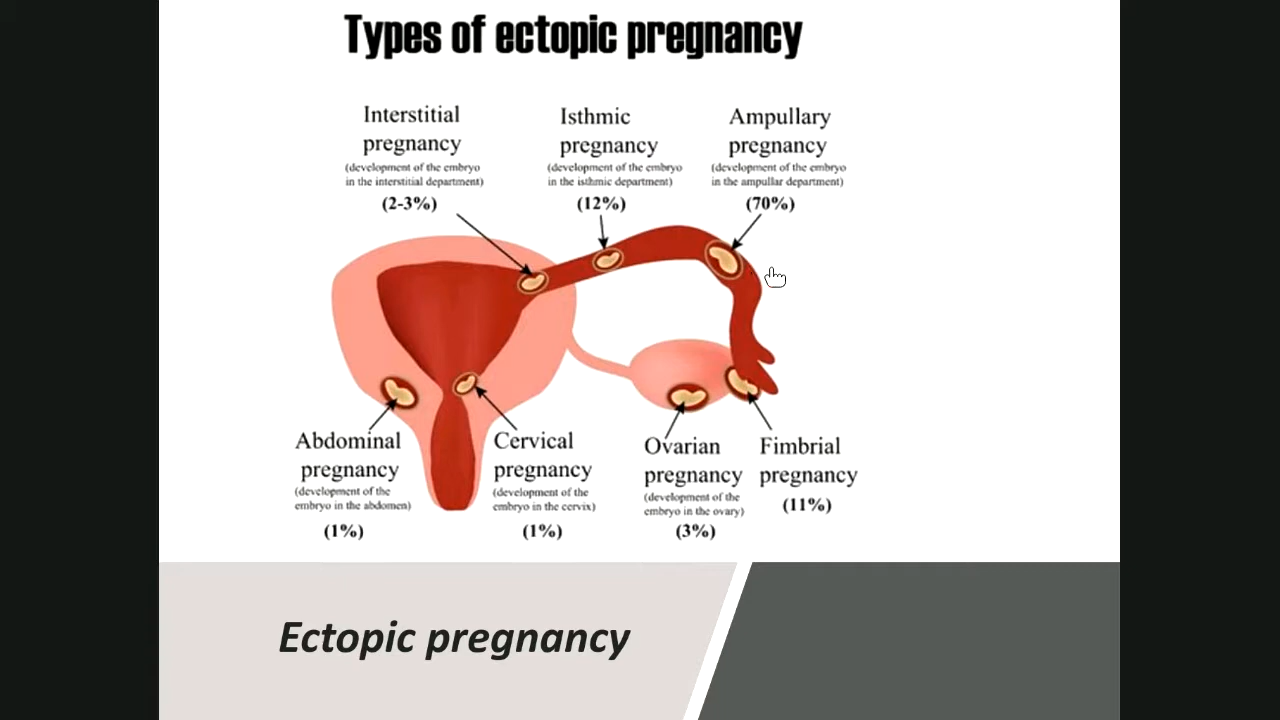 Types of ectopic pregnancy
Interstitial
pregnancy
(development of the embryo
in the interstitial department)
(2-3%)
Isthmic
pregnancy
(development of the embryo
in the isthmic department)
(12%)
Ampullary
pregnancy
(development of the embryo
in the ampullar department)
(70%)
Abdominal
pregnancy
(development of the
embryo in the abdomen)
(1%)
Cervical
pregnancy
(development of the
embryo in the cervix)
(1%)
Ovarian
pregnancy
(development of the
embryo in the ovary)
(3%)
Fimbrial
pregnancy
(11%)
Ectopic pregnancy